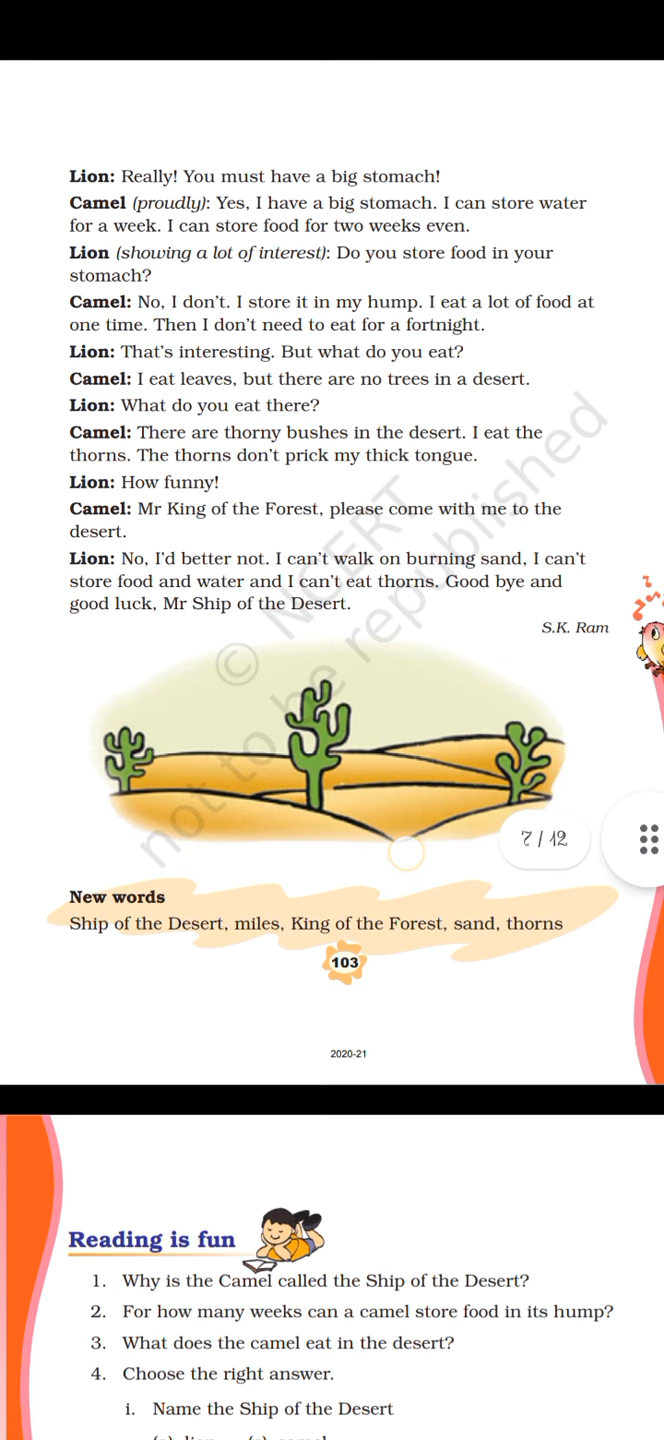 Lion: Really! You must have a big stomach!
Camel (proudly): Yes, I have a big stomach. I can store water
for a week. I can store food for two weeks even.
Lion (showing a lot of interest): Do you store food in your
stomach?
Camel: No, I don't. I store it in my hump. I eat a lot of food at
one time. Then I don't need to eat for a fortnight.
Lion: That's interesting. But what do you eat?
Camel: I eat leaves, but there are no trees in a desert.
Lion: What do you eat there?
Camel: There are thorny bushes in the desert. I eat the
thorns. The thorns don't prick my thick tongue.
Lion: How funny!
Camel: Mr King of the Forest, please come with me to the
desert.
Lion: No, I'd better not. I can't walk on burning sand, I can't
store food and water and I can't eat thorns. Good bye and
good luck, Mr Ship of the Desert.
S.K. Ram
© NCERT
not to be republished
7 / 12
New words
Ship of the Desert, miles, King of the Forest, sand, thorns
103
2020-21
Reading is fun
1. Why is the Camel called the Ship of the Desert?
2. For how many weeks can a camel store food in its hump?
3. What does the camel eat in the desert?
4. Choose the right answer.
i. Name the Ship of the Desert